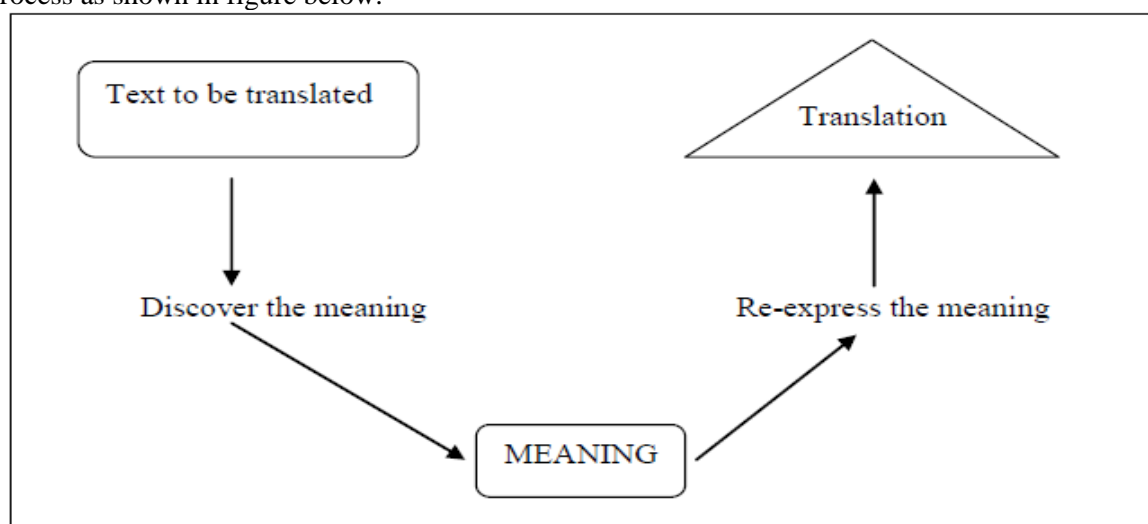 rocess as shown in figure below.
Text to be translated
Translation
Discover the meaning
Re-express the meaning
MEANING